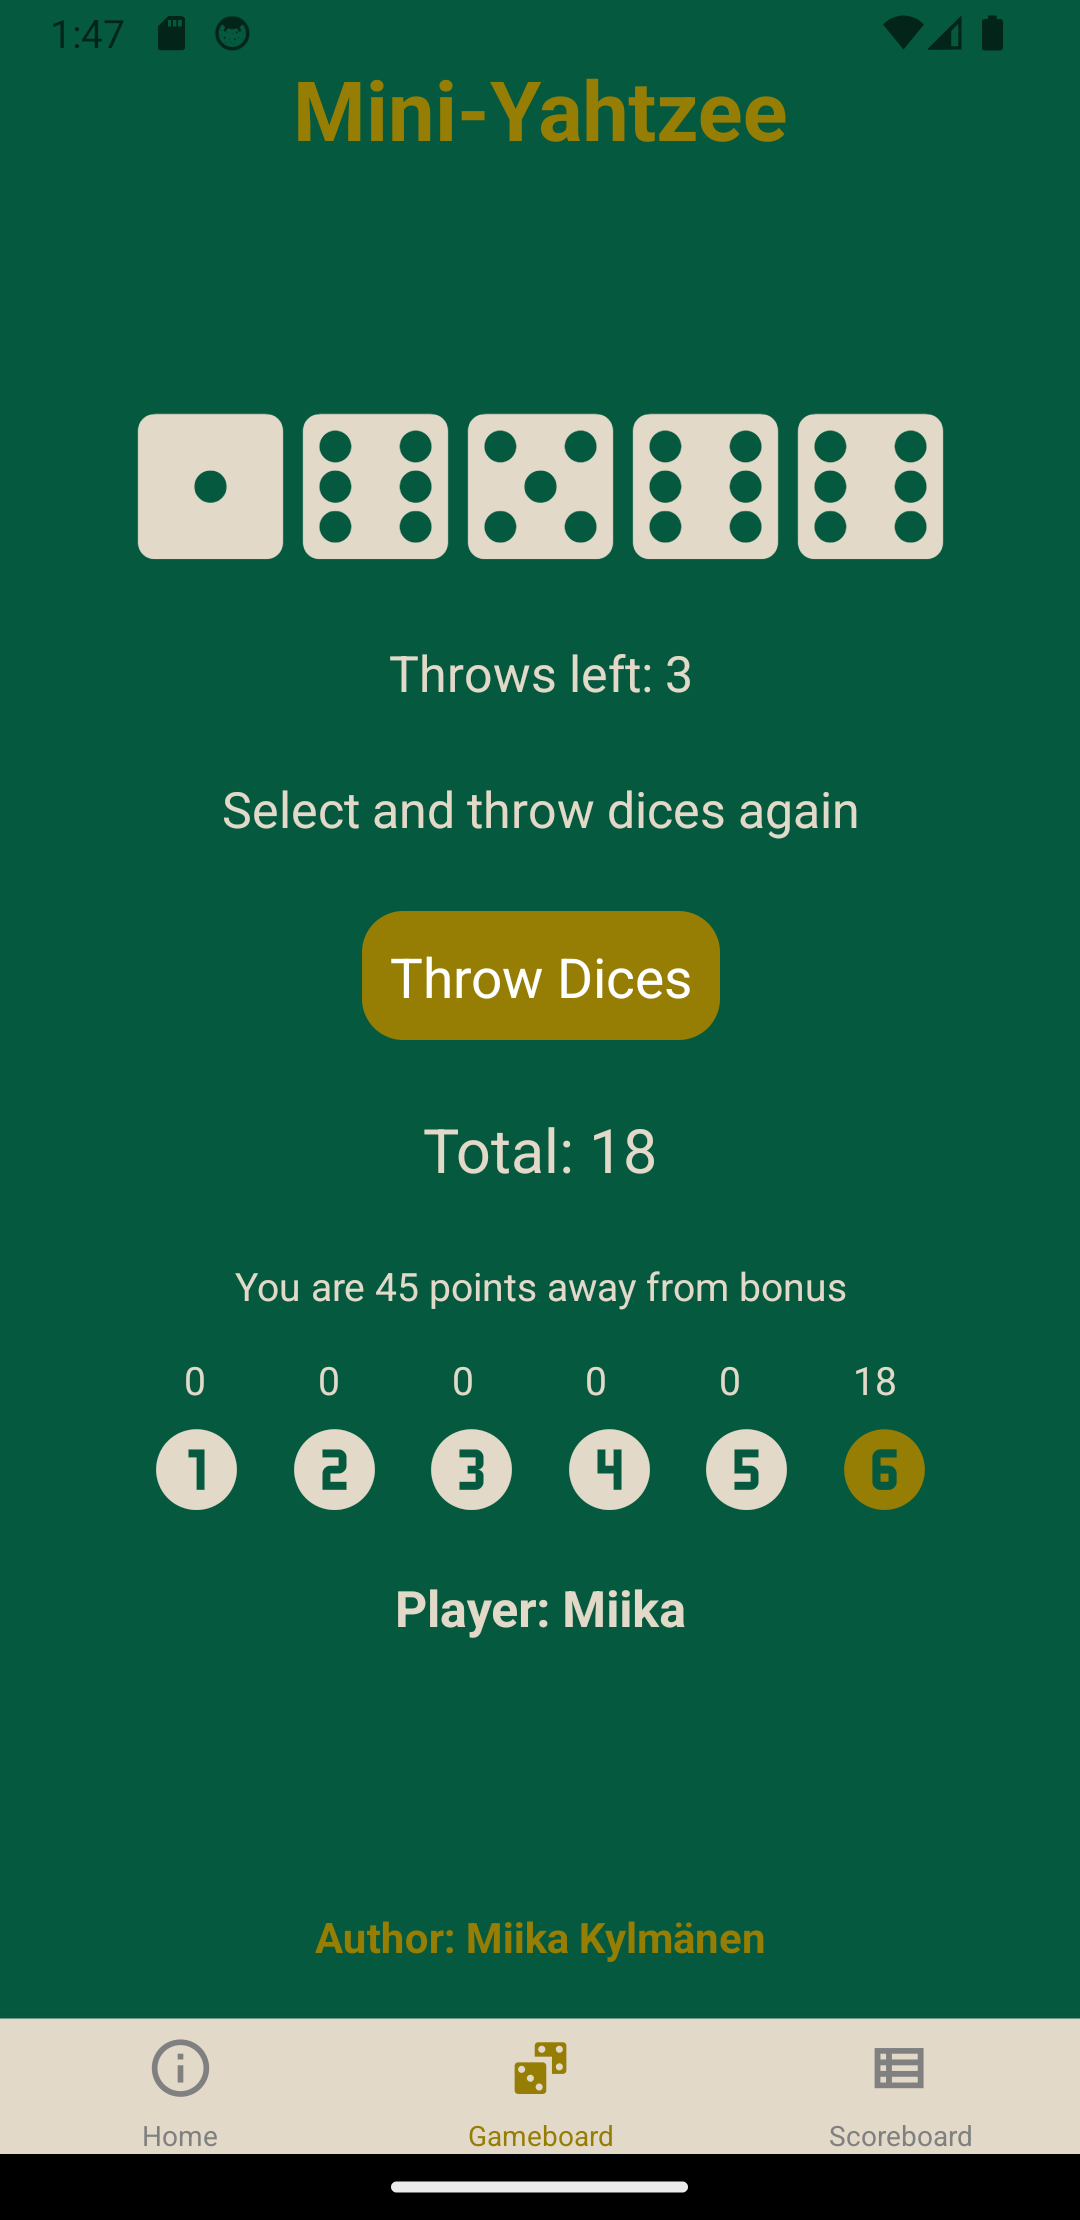 1:47
Mini-Yahtzee
Throws left: 3
Select and throw dices again
Throw Dices
Total: 18
You are 45 points away from bonus
0 0 0 0 0 18
1 2 3 4 5 6
Player: Miika
Author: Miika Kylmänen
Home Gameboard Scoreboard